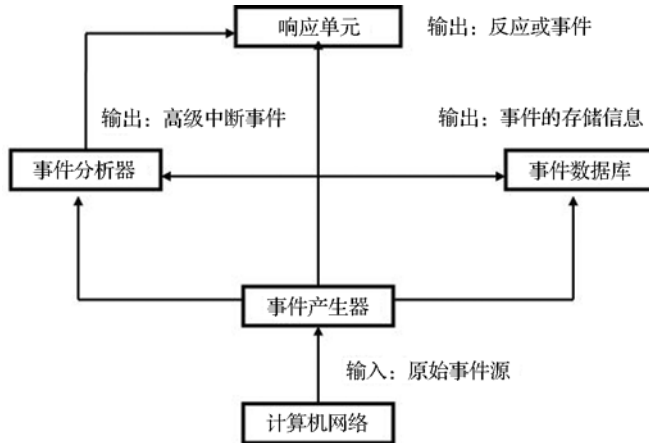 响应单元
输出：反应或事件
输出：高级中断事件
输出：事件的存储信息
事件分析器
事件数据库
事件产生器
输入：原始事件源
计算机网络